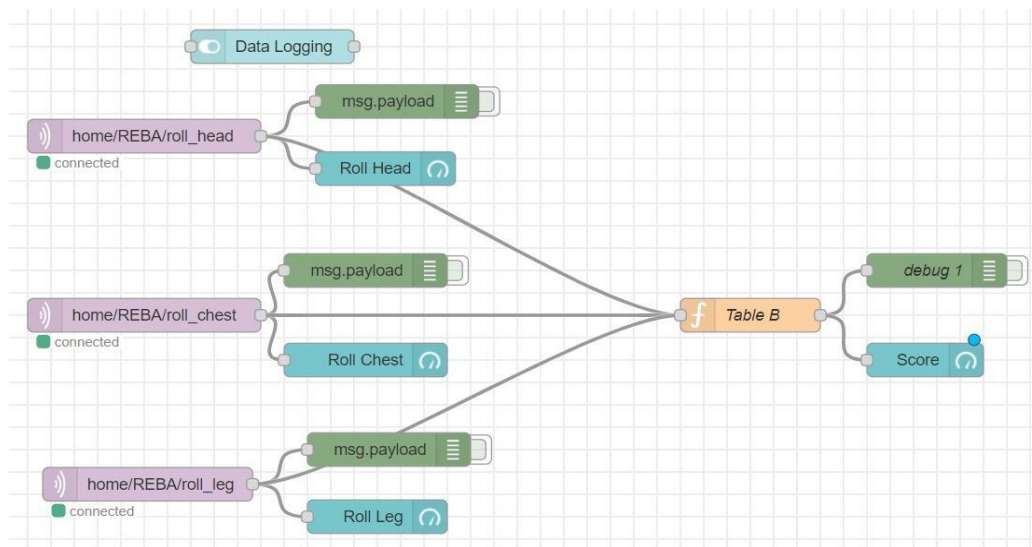 Data Logging
msg.payload
home/REBA/roll_head
connected
Roll Head
msg.payload
debug 1
home/REBA/roll_chest
Table B
connected
Roll Chest
Score
msg.payload
home/REBA/roll_leg
connected
Roll Leg